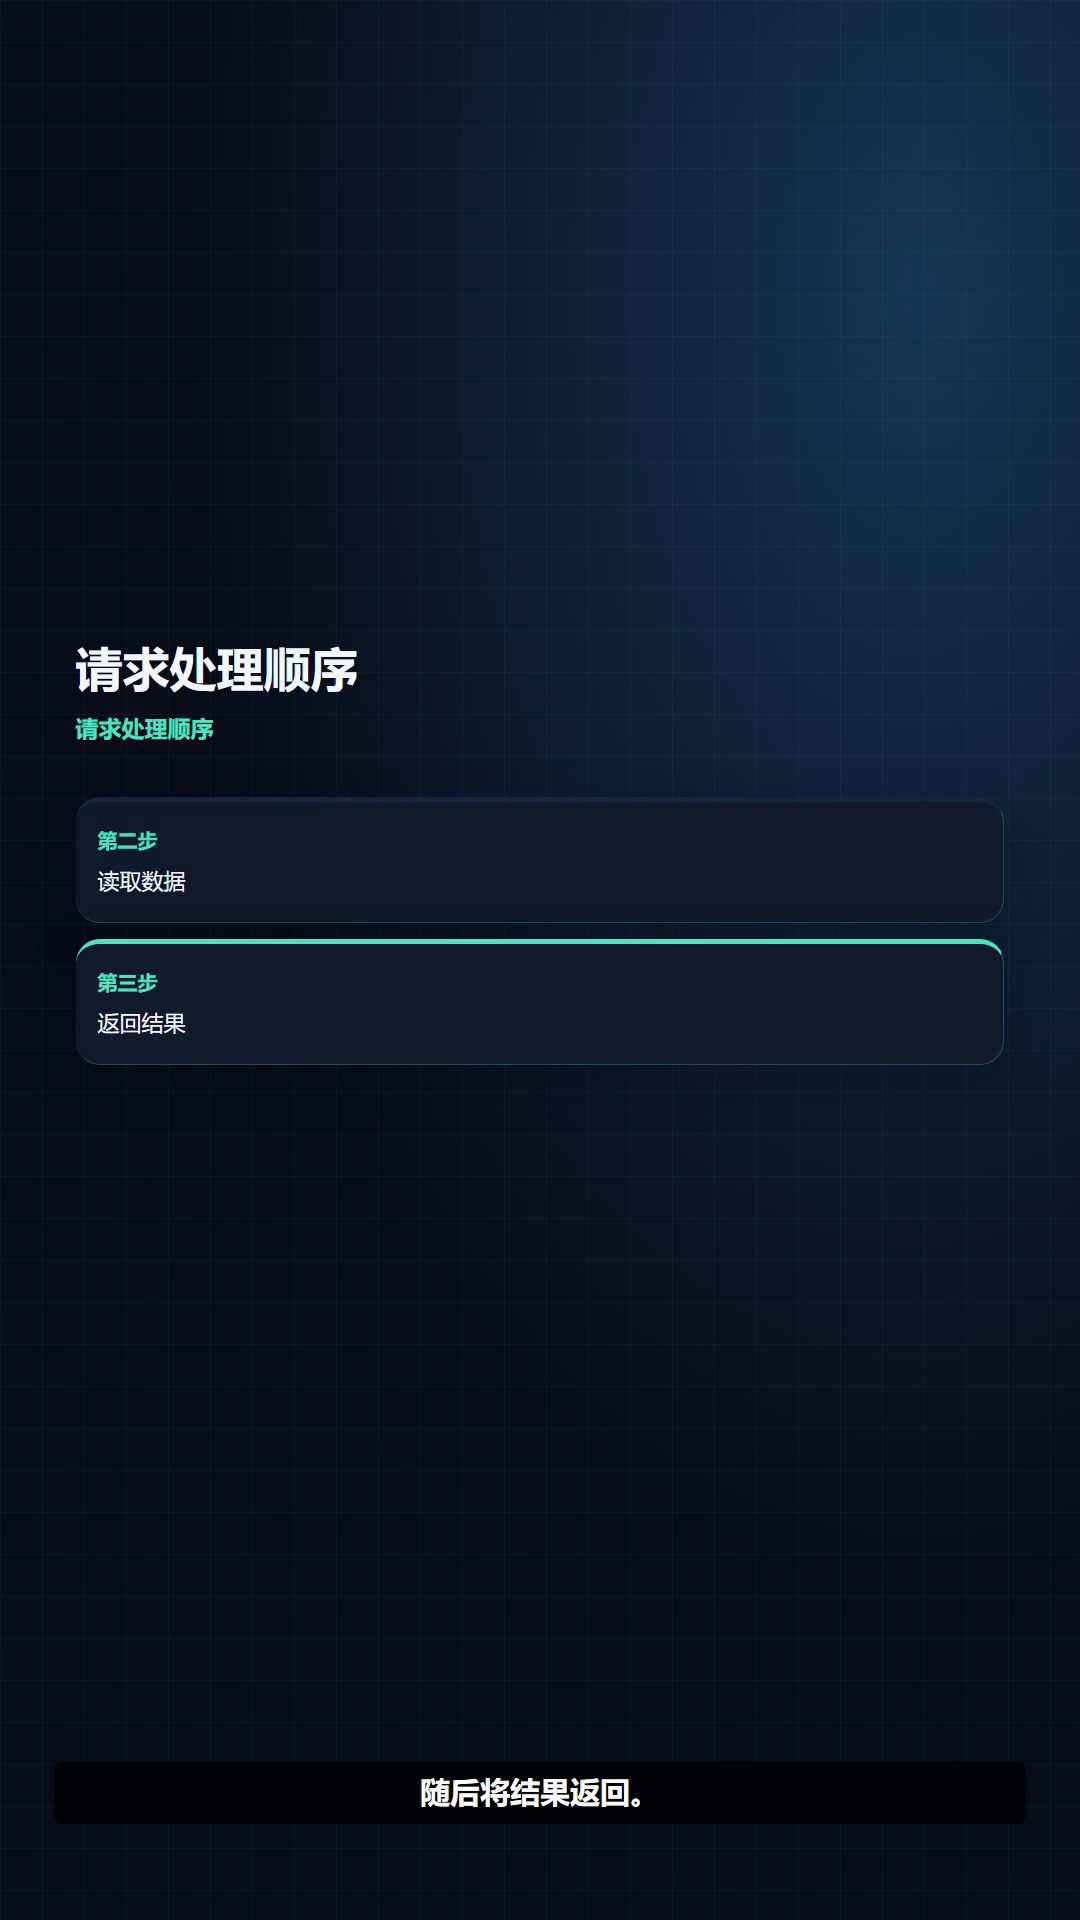 请求处理顺序
请求处理顺序
第二步
读取数据
第三步
返回结果
随后将结果返回。